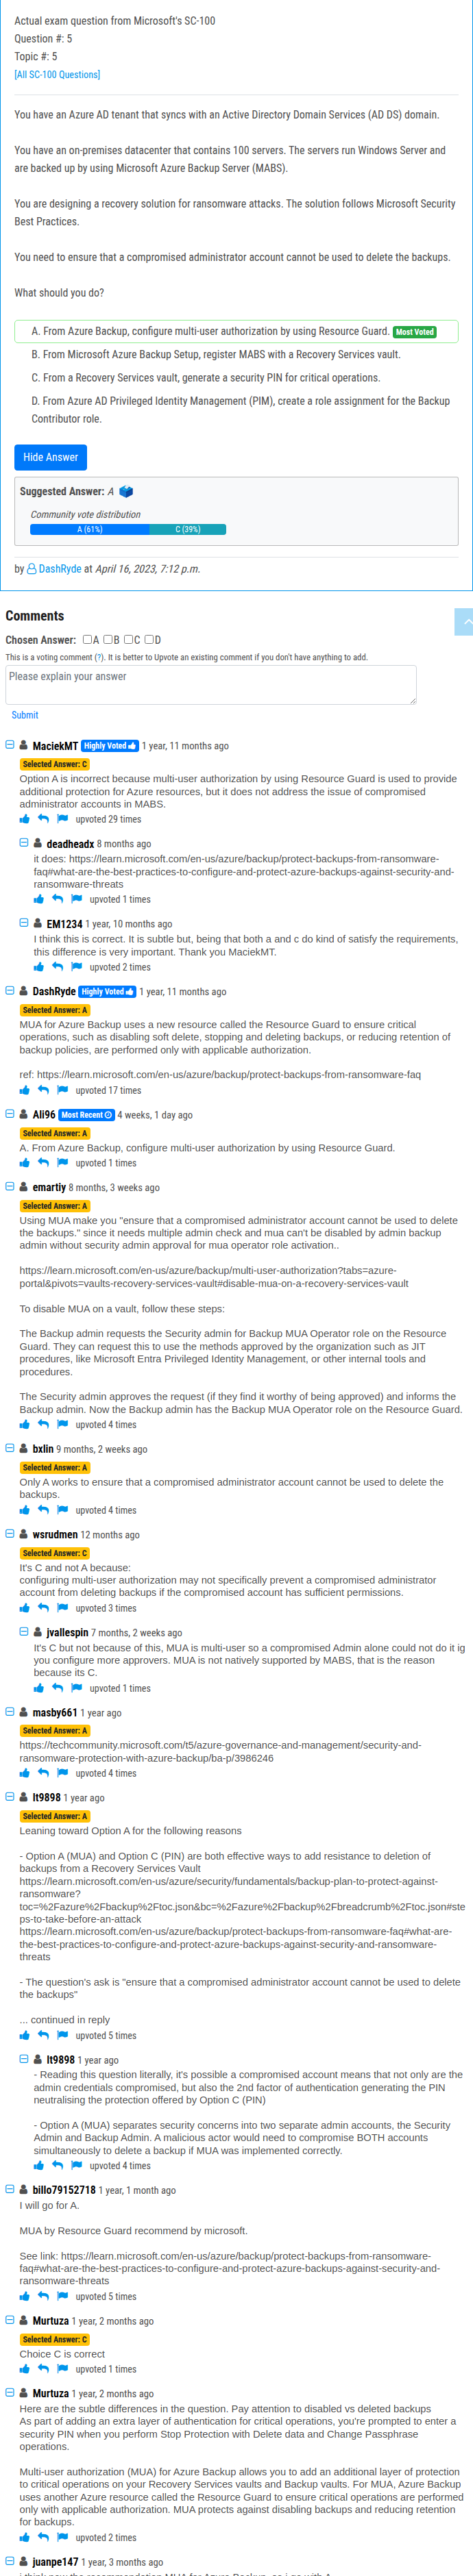 Actual exam question from Microsoft's SC-100
Question #: 5
Topic #: 5
[All SC-100 Questions]
You have an Azure AD tenant that syncs with an Active Directory Domain Services (AD DS) domain.
You have an on-premises datacenter that contains 100 servers. The servers run Windows Server and
are backed up by using Microsoft Azure Backup Server (MABS).
You are designing a recovery solution for ransomware attacks. The solution follows Microsoft Security
Best Practices.
You need to ensure that a compromised administrator account cannot be used to delete the backups.
What should you do?
A. From Azure Backup, configure multi-user authorization by using Resource Guard. Most Voted
B. From Microsoft Azure Backup Setup, register MABS with a Recovery Services vault.
C. From a Recovery Services vault, generate a security PIN for critical operations.
D. From Azure AD Privileged Identity Management (PIM), create a role assignment for the Backup
Contributor role.
Hide Answer
Suggested Answer: A
Community vote distribution
A (61%) C (39%)
by DashRyde at April 16, 2023, 7:12 p.m.
Comments
Chosen Answer: A B C D
This is a voting comment (?). It is better to Upvote an existing comment if you don't have anything to add.
Please explain your answer
Submit
MaciekMT Highly Voted 1 year, 11 months ago
Selected Answer: C
Option A is incorrect because multi-user authorization by using Resource Guard is used to provide
additional protection for Azure resources, but it does not address the issue of compromised
administrator accounts in MABS.
upvoted 29 times
deadheadx 8 months ago
it does: https://learn.microsoft.com/en-us/azure/backup/protect-backups-from-ransomware-
faq#what-are-the-best-practices-to-configure-and-protect-azure-backups-against-security-and-
ransomware-threats
upvoted 1 times
EM1234 1 year, 10 months ago
I think this is correct. It is subtle but, being that both a and c do kind of satisfy the requirements,
this difference is very important. Thank you MaciekMT.
upvoted 2 times
DashRyde Highly Voted 1 year, 11 months ago
Selected Answer: A
MUA for Azure Backup uses a new resource called the Resource Guard to ensure critical
operations, such as disabling soft delete, stopping and deleting backups, or reducing retention of
backup policies, are performed only with applicable authorization.
ref: https://learn.microsoft.com/en-us/azure/backup/protect-backups-from-ransomware-faq
upvoted 17 times
Ali96 Most Recent 4 weeks, 1 day ago
Selected Answer: A
A. From Azure Backup, configure multi-user authorization by using Resource Guard.
upvoted 1 times
emartiy 8 months, 3 weeks ago
Selected Answer: A
Using MUA make you "ensure that a compromised administrator account cannot be used to delete
the backups." since it needs multiple admin check and mua can't be disabled by admin backup
admin without security admin approval for mua operator role activation..
https://learn.microsoft.com/en-us/azure/backup/multi-user-authorization?tabs=azure-
portal&pivots=vaults-recovery-services-vault#disable-mua-on-a-recovery-services-vault
To disable MUA on a vault, follow these steps:
The Backup admin requests the Security admin for Backup MUA Operator role on the Resource
Guard. They can request this to use the methods approved by the organization such as JIT
procedures, like Microsoft Entra Privileged Identity Management, or other internal tools and
procedures.
The Security admin approves the request (if they find it worthy of being approved) and informs the
Backup admin. Now the Backup admin has the Backup MUA Operator role on the Resource Guard.
upvoted 4 times
bxlin 9 months, 2 weeks ago
Selected Answer: A
Only A works to ensure that a compromised administrator account cannot be used to delete the
backups.
upvoted 4 times
wsrudmen 12 months ago
Selected Answer: C
It's C and not A because:
configuring multi-user authorization may not specifically prevent a compromised administrator
account from deleting backups if the compromised account has sufficient permissions.
upvoted 3 times
jvallespin 7 months, 2 weeks ago
It's C but not because of this, MUA is multi-user so a compromised Admin alone could not do it ig
you configure more approvers. MUA is not natively supported by MABS, that is the reason
because its C.
upvoted 1 times
masby661 1 year ago
Selected Answer: A
https://techcommunity.microsoft.com/t5/azure-governance-and-management/security-and-
ransomware-protection-with-azure-backup/ba-p/3986246
upvoted 4 times
lt9898 1 year ago
Selected Answer: A
Leaning toward Option A for the following reasons
- Option A (MUA) and Option C (PIN) are both effective ways to add resistance to deletion of
backups from a Recovery Services Vault
https://learn.microsoft.com/en-us/azure/security/fundamentals/backup-plan-to-protect-against-
ransomware?
toc=%2Fazure%2Fbackup%2Ftoc.json&bc=%2Fazure%2Fbackup%2Fbreadcrumb%2Ftoc.json#ste
ps-to-take-before-an-attack
https://learn.microsoft.com/en-us/azure/backup/protect-backups-from-ransomware-faq#what-are-
the-best-practices-to-configure-and-protect-azure-backups-against-security-and-ransomware-
threats
- The question's ask is "ensure that a compromised administrator account cannot be used to delete
the backups"
... continued in reply
upvoted 5 times
lt9898 1 year ago
- Reading this question literally, it's possible a compromised account means that not only are the
admin credentials compromised, but also the 2nd factor of authentication generating the PIN
neutralising the protection offered by Option C (PIN)
- Option A (MUA) separates security concerns into two separate admin accounts, the Security
Admin and Backup Admin. A malicious actor would need to compromise BOTH accounts
simultaneously to delete a backup if MUA was implemented correctly.
upvoted 4 times
billo79152718 1 year, 1 month ago
I will go for A.
MUA by Resource Guard recommend by microsoft.
See link: https://learn.microsoft.com/en-us/azure/backup/protect-backups-from-ransomware-
faq#what-are-the-best-practices-to-configure-and-protect-azure-backups-against-security-and-
ransomware-threats
upvoted 5 times
Murtuza 1 year, 2 months ago
Selected Answer: C
Choice C is correct
upvoted 1 times
Murtuza 1 year, 2 months ago
Here are the subtle differences in the question. Pay attention to disabled vs deleted backups
As part of adding an extra layer of authentication for critical operations, you're prompted to enter a
security PIN when you perform Stop Protection with Delete data and Change Passphrase
operations.
Multi-user authorization (MUA) for Azure Backup allows you to add an additional layer of protection
to critical operations on your Recovery Services vaults and Backup vaults. For MUA, Azure Backup
uses another Azure resource called the Resource Guard to ensure critical operations are performed
only with applicable authorization. MUA protects against disabling backups and reducing retention
for backups.
upvoted 2 times
juanpe147 1 year, 3 months ago